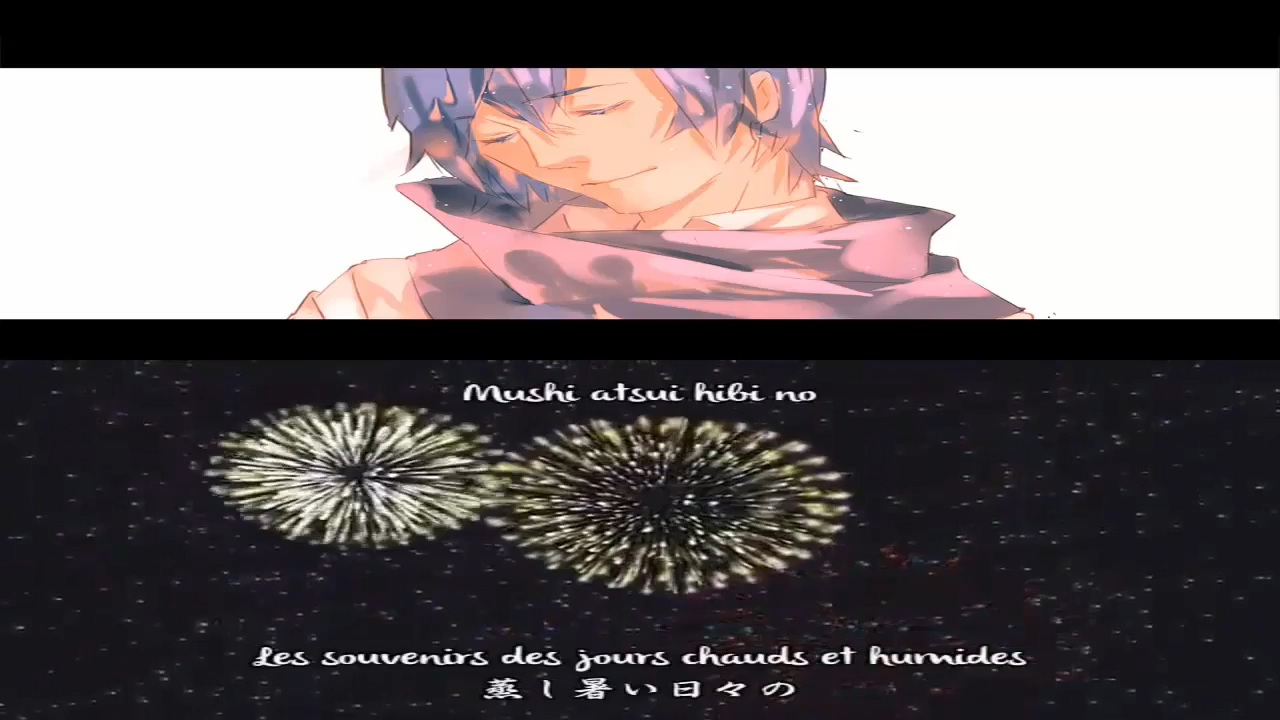 Mushi atsui hibi no
Les souvenirs des jours chauds et humides
蒸し暑い日々の